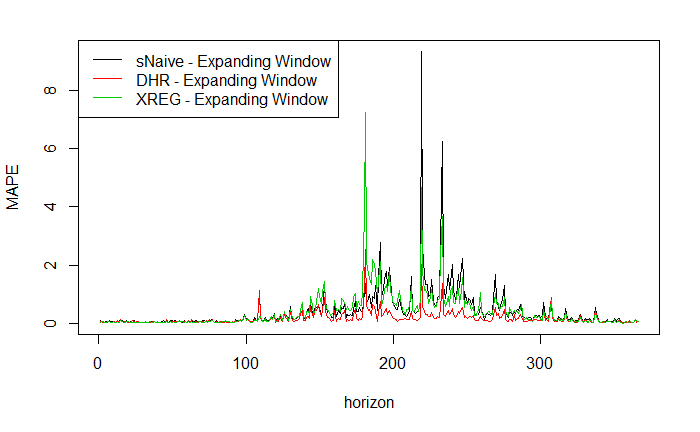 sNaive - Expanding Window
DHR - Expanding Window
XREG - Expanding Window
MAPE
8
6
4
2
0
0 100 200 300
horizon